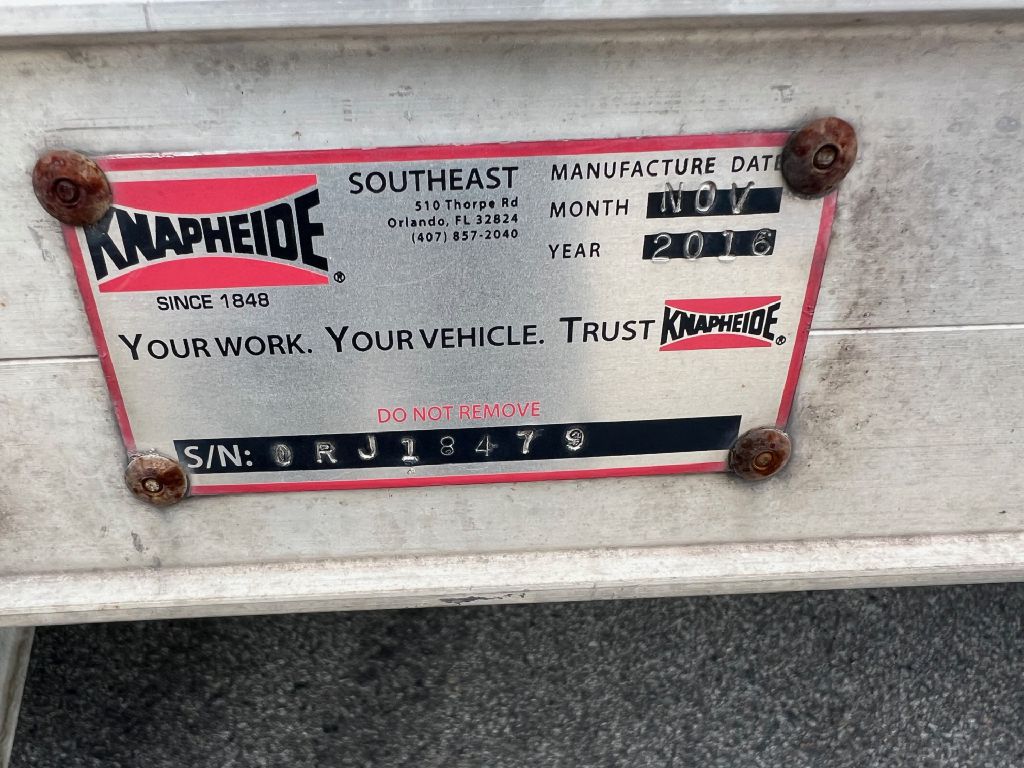 KNAPHEIDE®
SINCE 1848
SOUTHEAST
510 Thorpe Rd
Orlando, FL 32824
(407) 857-2040
MANUFACTURE DATE
MONTH NOV
YEAR 2016
YOUR WORK. YOUR VEHICLE. TRUST KNAPHEIDE®
DO NOT REMOVE
S/N: 0RJ18479